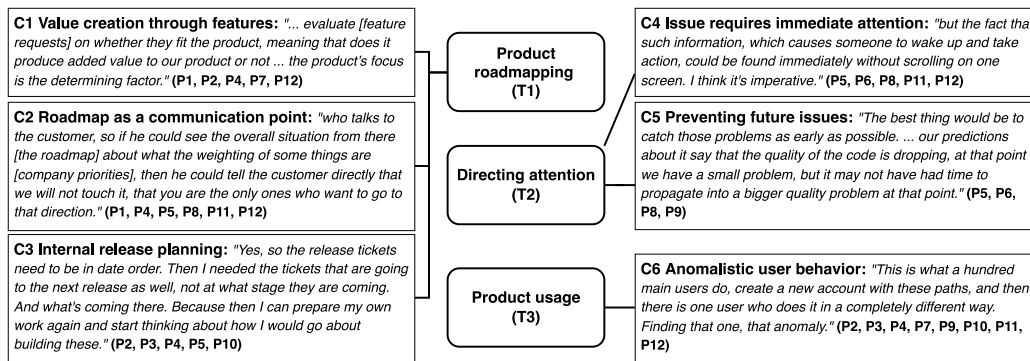 C1 Value creation through features: "... evaluate [feature
requests] on whether they fit the product, meaning that does it
produce added value to our product or not ... the product's focus
is the determining factor." (P1, P2, P4, P7, P12)
C2 Roadmap as a communication point: "who talks to
the customer, so if he could see the overall situation from there
[the roadmap] about what the weighting of some things are
[company priorities], then he could tell the customer directly that
we will not touch it, that you are the only ones who want to go to
that direction." (P1, P4, P5, P8, P11, P12)
C3 Internal release planning: "Yes, so the release tickets
need to be in date order. Then I needed the tickets that are going
to the next release as well, not at what stage they are coming.
And what's coming there. Because then I can prepare my own
work again and start thinking about how I would go about
building these." (P2, P3, P4, P5, P10)
Product
roadmapping
(T1)
Directing attention
(T2)
Product usage
(T3)
C4 Issue requires immediate attention: "but the fact that
such information, which causes someone to wake up and take
action, could be found immediately without scrolling on one
screen. I think it's imperative." (P5, P6, P8, P11, P12)
C5 Preventing future issues: "The best thing would be to
catch those problems as early as possible. ... our predictions
about it say that the quality of the code is dropping, at that point
we have a small problem, but it may not have had time to
propagate into a bigger quality problem at that point." (P5, P6,
P8, P9)
C6 Anomalistic user behavior: "This is what a hundred
main users do, create a new account with these paths, and then
there is one user who does it in a completely different way.
Finding that one, that anomaly." (P2, P3, P4, P7, P9, P10, P11,
P12)